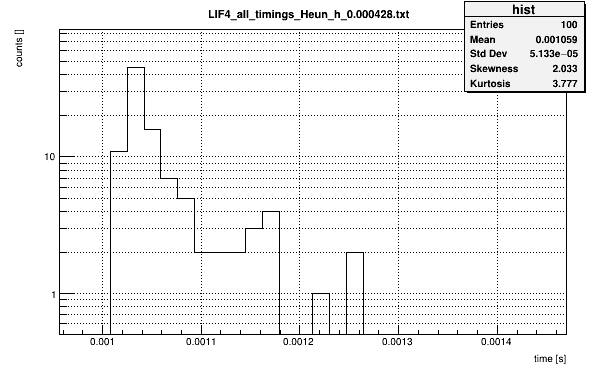 LIF4_all_timings_Heun_h_0.000428.txt
hist
Entries 100
Mean 0.001059
Std Dev 5.133e−05
Skewness 2.033
Kurtosis 3.777
counts []
10
1
0.001 0.0011 0.0012 0.0013 0.0014
time [s]